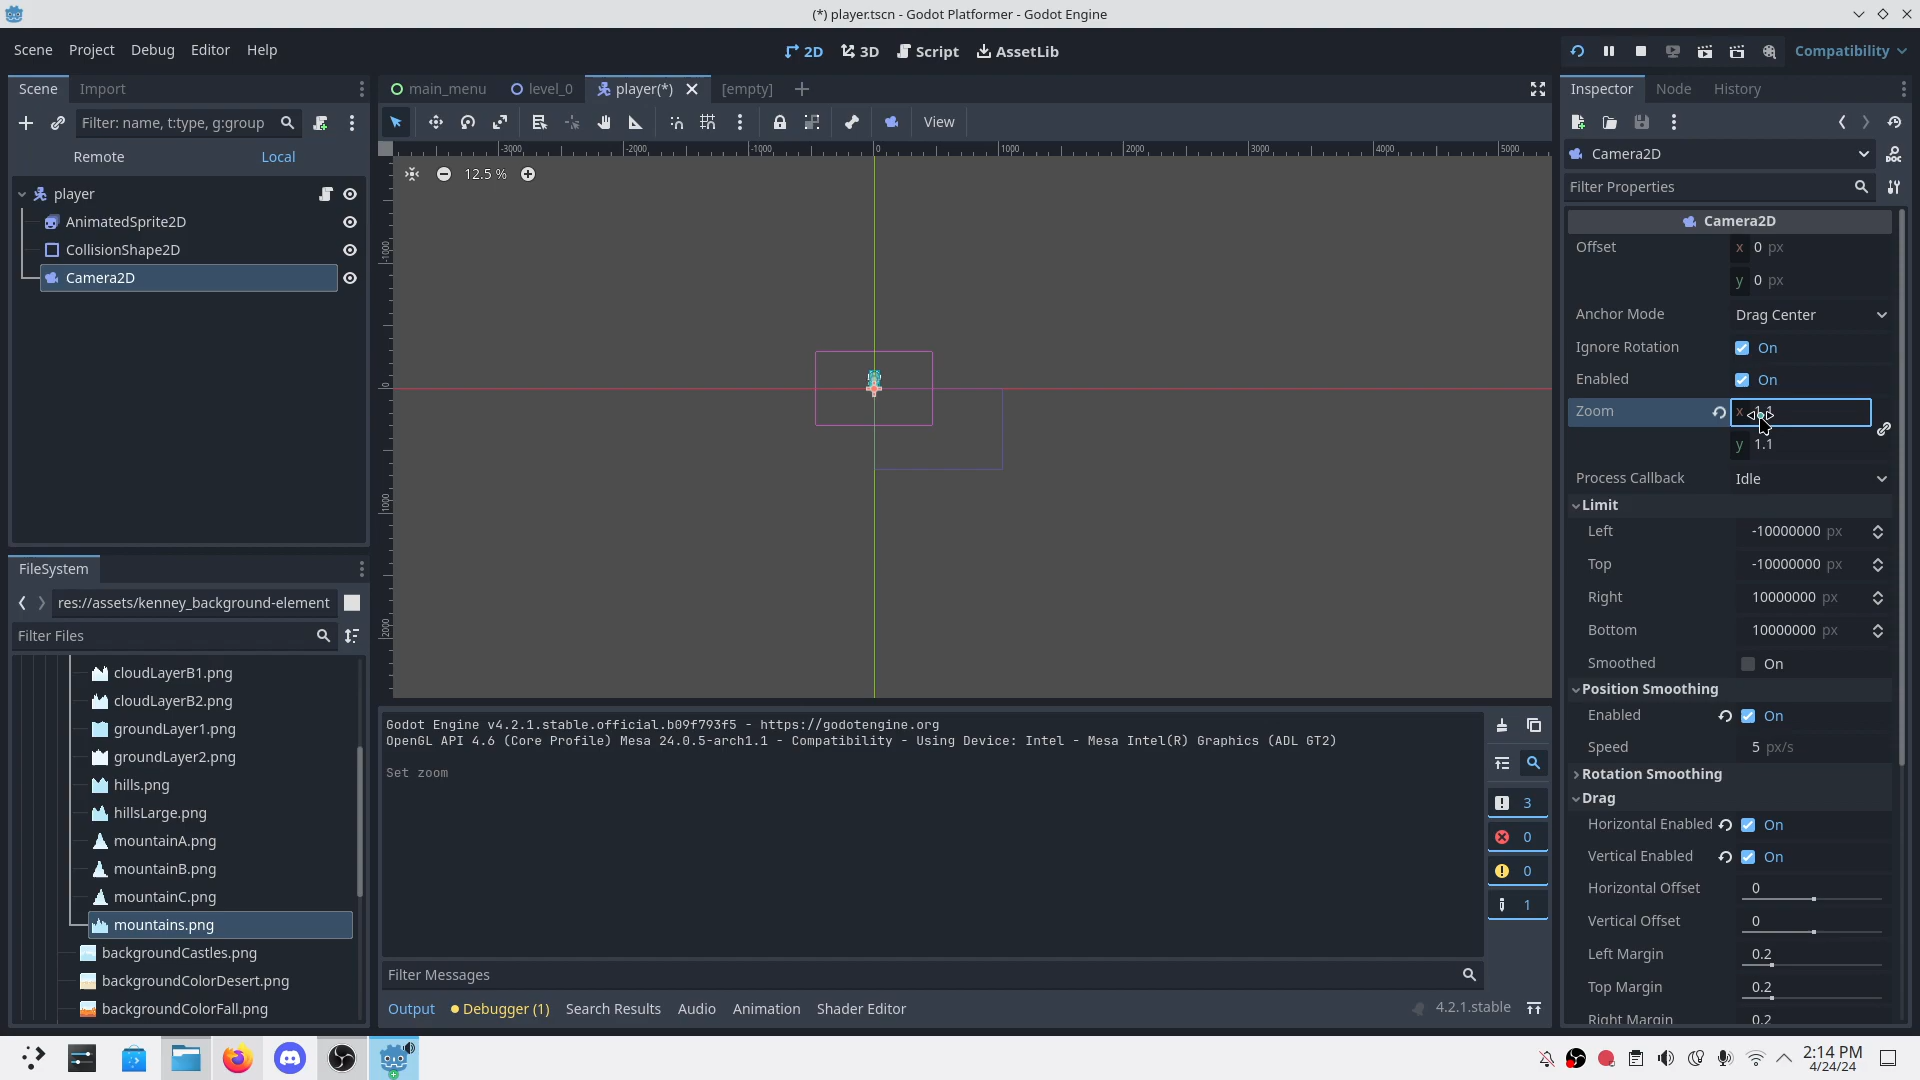 (*) player.tscn - Godot Platformer - Godot Engine
Scene Project Debug Editor Help
2D 3D Script AssetLib
Compatibility
Scene Import
main_menu level_0 player(*) [empty]
Inspector Node History
Filter: name, t:type, g:group
View
Remote Local
Camera2D
Filter Properties
player
AnimatedSprite2D
CollisionShape2D
Camera2D
-3000 -2000 -1000 0 1000 2000 3000 4000 5000
-1000
0
1000
2000
12.5 %
Camera2D
Offset x 0 px
y 0 px
Anchor Mode Drag Center
Ignore Rotation On
Enabled On
Zoom x 1.1
y 1.1
Process Callback Idle
Limit
Left -10000000 px
Top -10000000 px
Right 10000000 px
Bottom 10000000 px
Smoothed On
Position Smoothing
Enabled On
Speed 5 px/s
Rotation Smoothing
Drag
Horizontal Enabled On
Vertical Enabled On
Horizontal Offset 0
Vertical Offset 0
Left Margin 0.2
Top Margin 0.2
Right Margin 0.2
FileSystem
res://assets/kenney_background-element
Filter Files
cloudLayerB1.png
cloudLayerB2.png
groundLayer1.png
groundLayer2.png
hills.png
hillsLarge.png
mountainA.png
mountainB.png
mountainC.png
mountains.png
backgroundCastles.png
backgroundColorDesert.png
backgroundColorFall.png
Godot Engine v4.2.1.stable.official.b09f793f5 - https://godotengine.org
OpenGL API 4.6 (Core Profile) Mesa 24.0.5-arch1.1 - Compatibility - Using Device: Intel - Mesa Intel(R) Graphics (ADL GT2)
Set zoom
3
0
0
1
Filter Messages
Output Debugger (1) Search Results Audio Animation Shader Editor
4.2.1.stable
2:14 PM
4/24/24